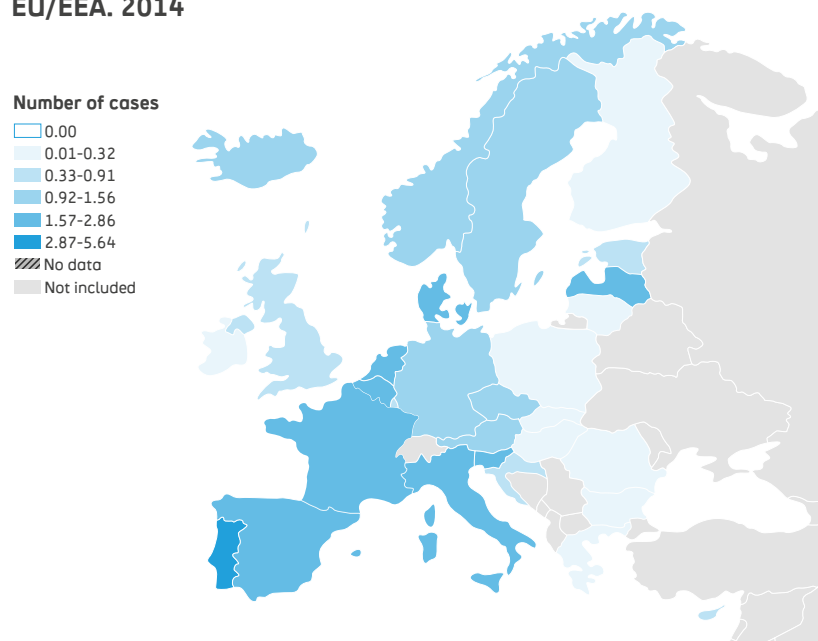 EU/EEA. 2014
Number of cases
0.00
0.01-0.32
0.33-0.91
0.92-1.56
1.57-2.86
2.87-5.64
No data
Not included